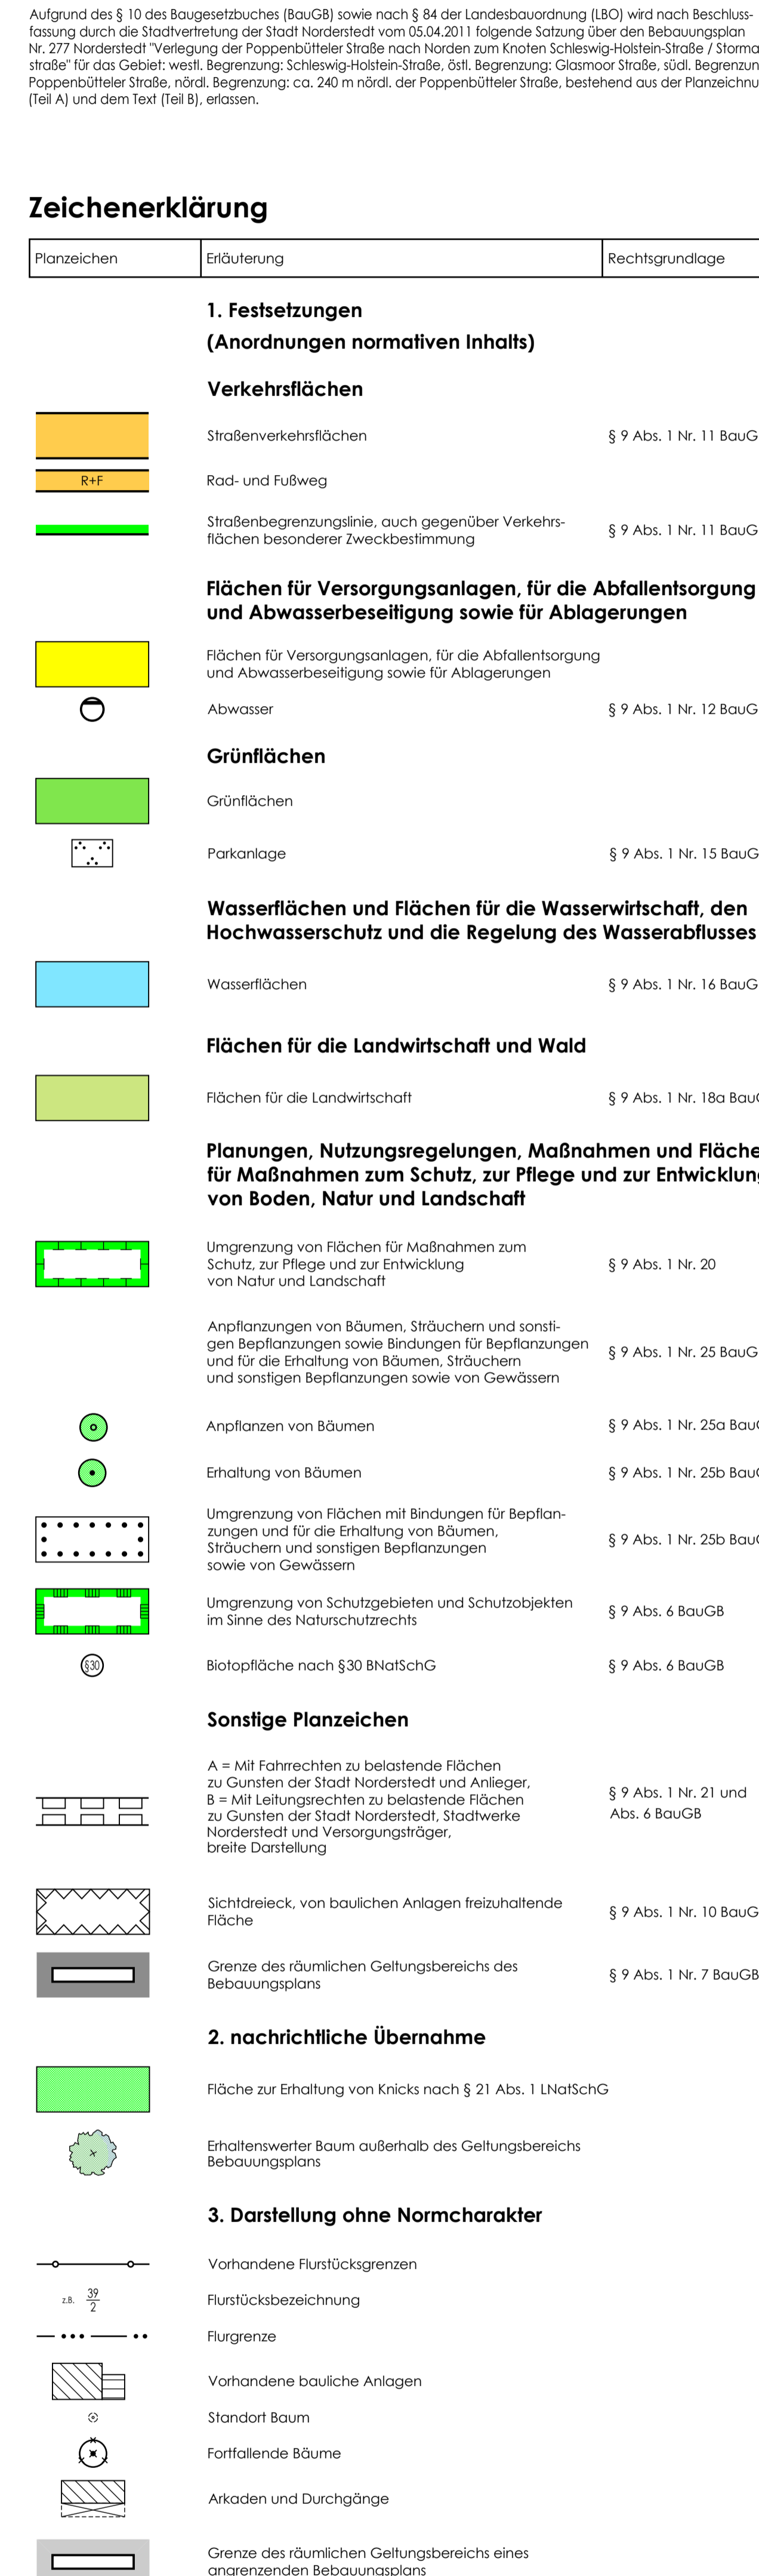 Aufgrund des § 10 des Baugesetzbuches (BauGB) sowie nach § 84 der Landesbauordnung (LBO) wird nach Beschluss-
fassung durch die Stadtvertretung der Stadt Norderstedt vom 05.04.2011 folgende Satzung über den Bebauungsplan
Nr. 277 Norderstedt "Verlegung der Poppenbütteler Straße nach Norden zum Knoten Schleswig-Holstein-Straße / Storma
straße" für das Gebiet: westl. Begrenzung: Schleswig-Holstein-Straße, östl. Begrenzung: Glasmoor Straße, südl. Begrenzun
Poppenbütteler Straße, nördl. Begrenzung: ca. 240 m nördl. der Poppenbütteler Straße, bestehend aus der Planzeichnu
(Teil A) und dem Text (Teil B), erlassen.
Zeichenerklärung
Planzeichen Erläuterung Rechtsgrundlage
1. Festsetzungen
(Anordnungen normativen Inhalts)
Verkehrsflächen
Straßenverkehrsflächen § 9 Abs. 1 Nr. 11 BauG
R+F Rad- und Fußweg
Straßenbegrenzungslinie, auch gegenüber Verkehrs-
flächen besonderer Zweckbestimmung § 9 Abs. 1 Nr. 11 BauG
Flächen für Versorgungsanlagen, für die Abfallentsorgung
und Abwasserbeseitigung sowie für Ablagerungen
Flächen für Versorgungsanlagen, für die Abfallentsorgung
und Abwasserbeseitigung sowie für Ablagerungen
Abwasser § 9 Abs. 1 Nr. 12 BauG
Grünflächen
Grünflächen
Parkanlage § 9 Abs. 1 Nr. 15 BauG
Wasserflächen und Flächen für die Wasserwirtschaft, den
Hochwasserschutz und die Regelung des Wasserabflusses
Wasserflächen § 9 Abs. 1 Nr. 16 BauG
Flächen für die Landwirtschaft und Wald
Flächen für die Landwirtschaft § 9 Abs. 1 Nr. 18a Bau
Planungen, Nutzungsregelungen, Maßnahmen und Fläche
für Maßnahmen zum Schutz, zur Pflege und zur Entwicklung
von Boden, Natur und Landschaft
Umgrenzung von Flächen für Maßnahmen zum
Schutz, zur Pflege und zur Entwicklung § 9 Abs. 1 Nr. 20
von Natur und Landschaft
Anpflanzungen von Bäumen, Sträuchern und sonsti-
gen Bepflanzungen sowie Bindungen für Bepflanzungen § 9 Abs. 1 Nr. 25 BauG
und für die Erhaltung von Bäumen, Sträuchern
und sonstigen Bepflanzungen sowie von Gewässern
Anpflanzen von Bäumen § 9 Abs. 1 Nr. 25a Bau
Erhaltung von Bäumen § 9 Abs. 1 Nr. 25b Bau
Umgrenzung von Flächen mit Bindungen für Bepflan-
zungen und für die Erhaltung von Bäumen, § 9 Abs. 1 Nr. 25b Bau
Sträuchern und sonstigen Bepflanzungen
sowie von Gewässern
Umgrenzung von Schutzgebieten und Schutzobjekten
im Sinne des Naturschutzrechts § 9 Abs. 6 BauGB
§30 Biotopfläche nach §30 BNatSchG § 9 Abs. 6 BauGB
Sonstige Planzeichen
A = Mit Fahrrechten zu belastende Flächen
zu Gunsten der Stadt Norderstedt und Anlieger,
B = Mit Leitungsrechten zu belastende Flächen § 9 Abs. 1 Nr. 21 und
zu Gunsten der Stadt Norderstedt, Stadtwerke Abs. 6 BauGB
Norderstedt und Versorgungsträger,
breite Darstellung
Sichtdreieck, von baulichen Anlagen freizuhaltende § 9 Abs. 1 Nr. 10 BauG
Fläche
Grenze des räumlichen Geltungsbereichs des § 9 Abs. 1 Nr. 7 BauGB
Bebauungsplans
2. nachrichtliche Übernahme
Fläche zur Erhaltung von Knicks nach § 21 Abs. 1 LNatSchG
Erhaltenswerter Baum außerhalb des Geltungsbereichs
Bebauungsplans
3. Darstellung ohne Normcharakter
Vorhandene Flurstücksgrenzen
z.B. 39/2 Flurstücksbezeichnung
Flurgrenze
Vorhandene bauliche Anlagen
Standort Baum
Fortfallende Bäume
Arkaden und Durchgänge
Grenze des räumlichen Geltungsbereichs eines
angrenzenden Bebauungsplans